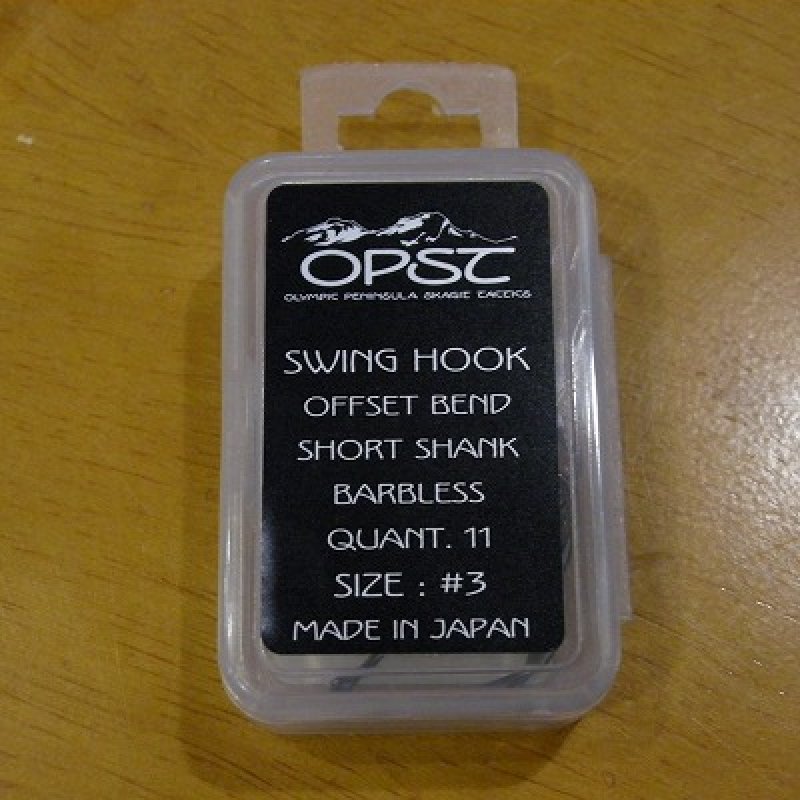 OPST
OLYMPIC PENINSULA SKAGIT TACTICS
SWING HOOK
OFFSET BEND
SHORT SHANK
BARBLESS
QUANT. 11
SIZE : #3
MADE IN JAPAN